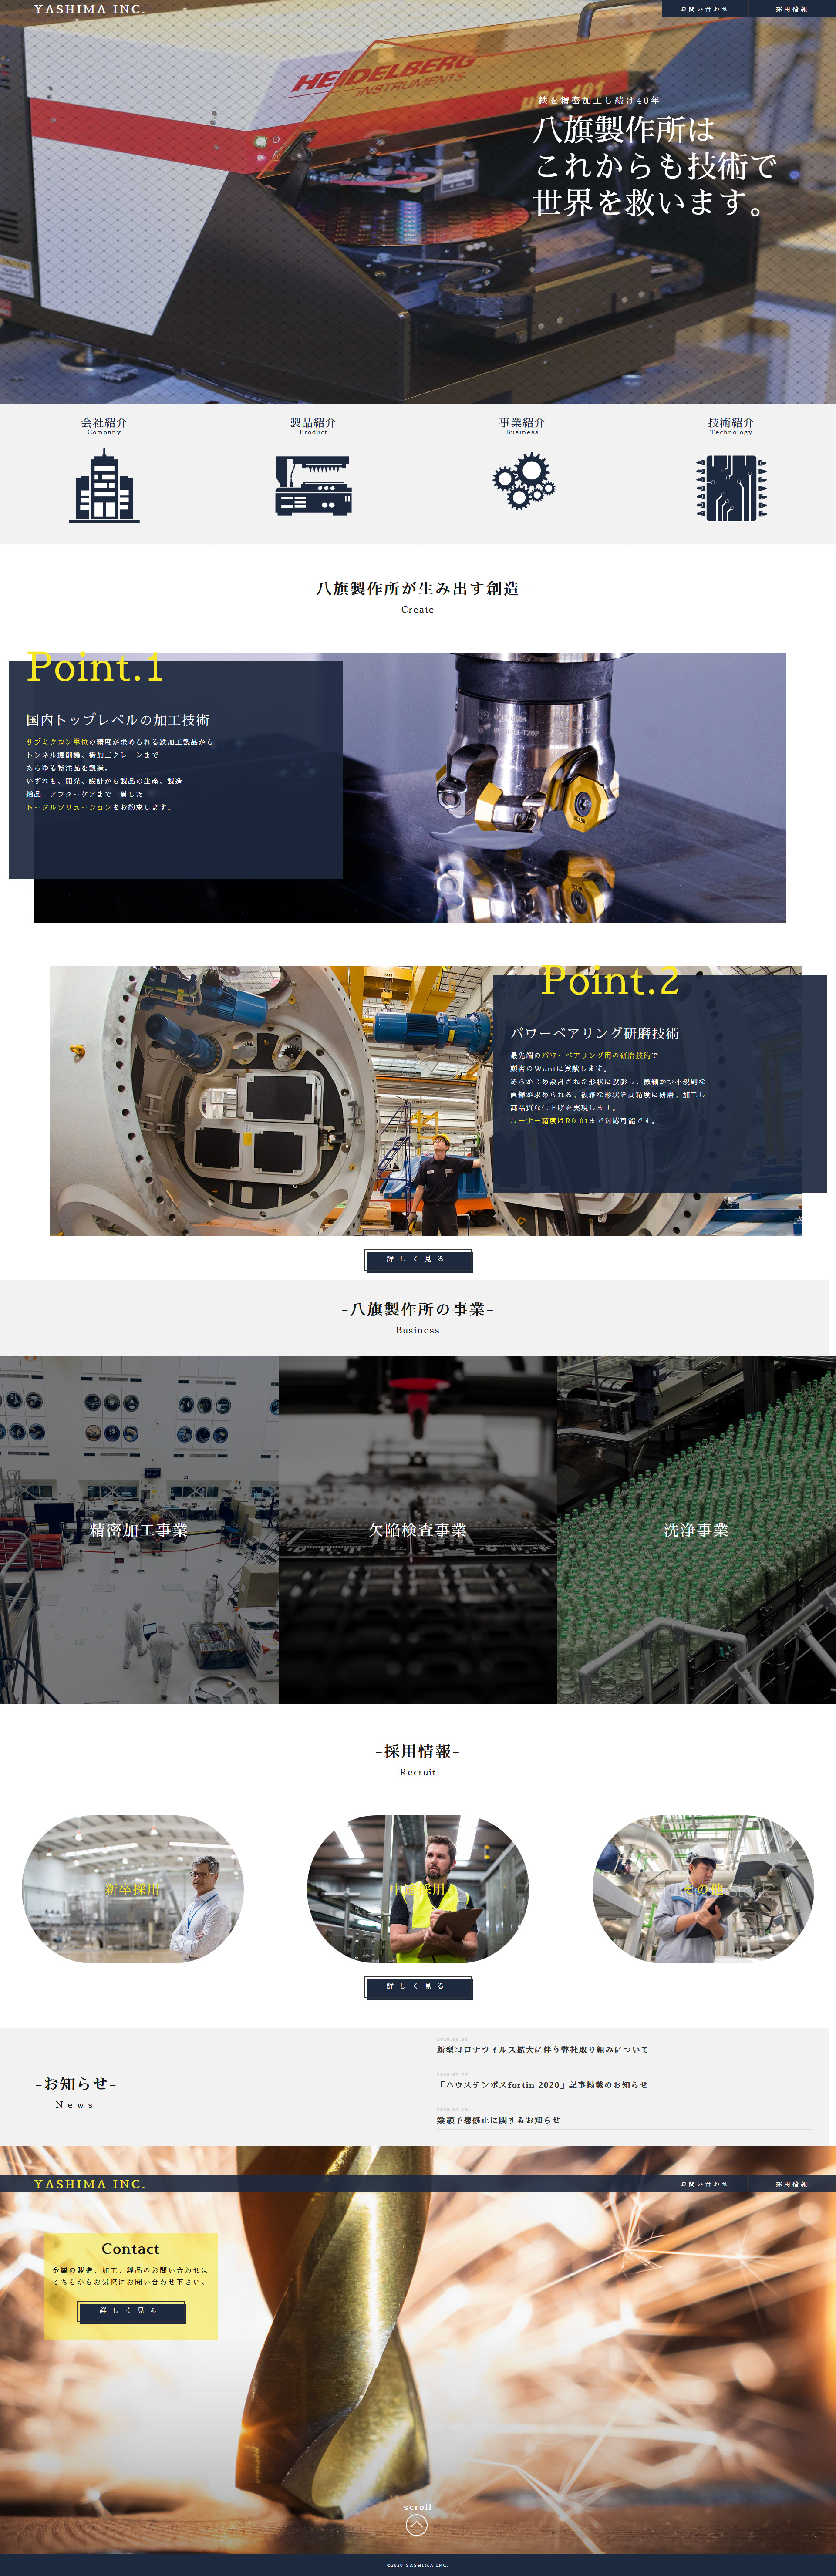 YASHIMA INC.
お問い合わせ
採用情報
HEIDELBERG
INSTRUMENTS
鉄を精密加工し続け40年
八旗製作所は
これからも技術で
世界を救います。
会社紹介
Company
製品紹介
Product
事業紹介
Business
技術紹介
Technology
-八旗製作所が生み出す創造-
Create
Point.1
国内トップレベルの加工技術
サブミクロン単位の精度が求められる鉄加工製品から
トンネル掘削機、橋加工クレーンまで
あらゆる特注品を製造。
いずれも、開発、設計から製品の生産、製造
納品、アフターケアまで一貫した
トータルソリューションをお約束します。
Point.2
パワーベアリング研磨技術
最先端のパワーベアリング用の研磨技術で
顧客のWantに貢献します。
あらかじめ設計された形状に投影し、微細かつ不規則な
直線が求められる、複雑な形状を高精度に研磨、加工し
高品質な仕上げを実現します。
コーナー精度はR0.01まで対応可能です。
詳しく見る
-八旗製作所の事業-
Business
精密加工事業
欠陥検査事業
洗浄事業
-採用情報-
Recruit
新卒採用
中途採用
その他
詳しく見る
-お知らせ-
News
新型コロナウイルス拡大に伴う弊社取り組みについて
「ハウステンボスfortin 2020」記事掲載のお知らせ
業績予想修正に関するお知らせ
YASHIMA INC.
お問い合わせ
採用情報
Contact
金属の製造、加工、製品のお問い合わせは
こちらからお気軽にお問い合わせ下さい。
詳しく見る
scroll
©2020 YASHIMA INC.